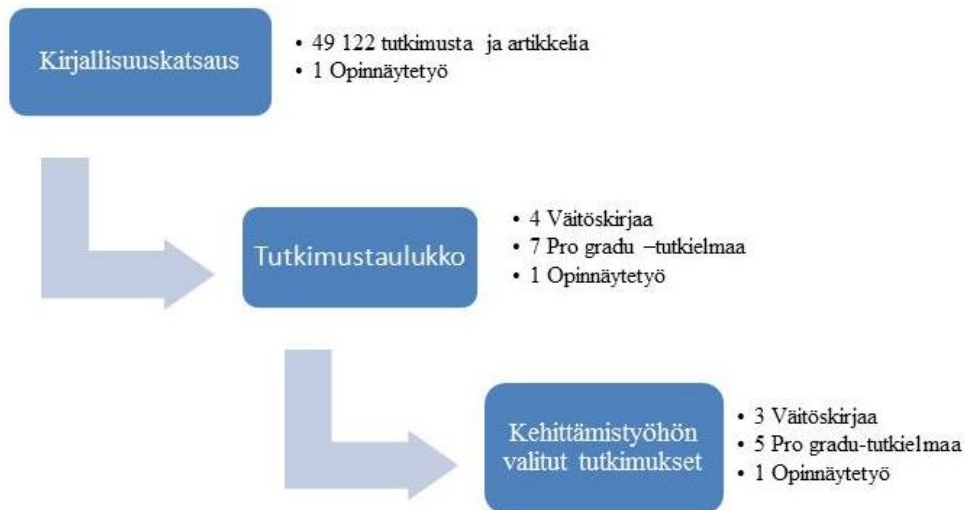 Kirjallisuuskatsaus
• 49 122 tutkimusta ja artikkelia
• 1 Opinnäytetyö
Tutkimustaulukko
• 4 Väitöskirjaa
• 7 Pro gradu –tutkielmaa
• 1 Opinnäytetyö
Kehittämistyöhön
valitut tutkimukset
• 3 Väitöskirjaa
• 5 Pro gradu-tutkielmaa
• 1 Opinnäytetyö